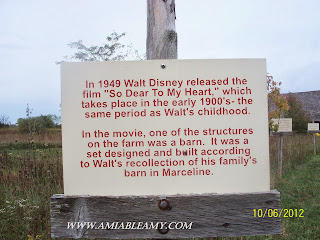 In 1949 Walt Disney released the
film "So Dear To My Heart," which
takes place in the early 1900's- the
same period as Walt's childhood.
In the movie, one of the structures
on the farm was a barn. It was a
set designed and built according
to Walt's recollection of his family's
barn in Marceline.
WWW.AMIABLEAMY.COM
10/06/2012